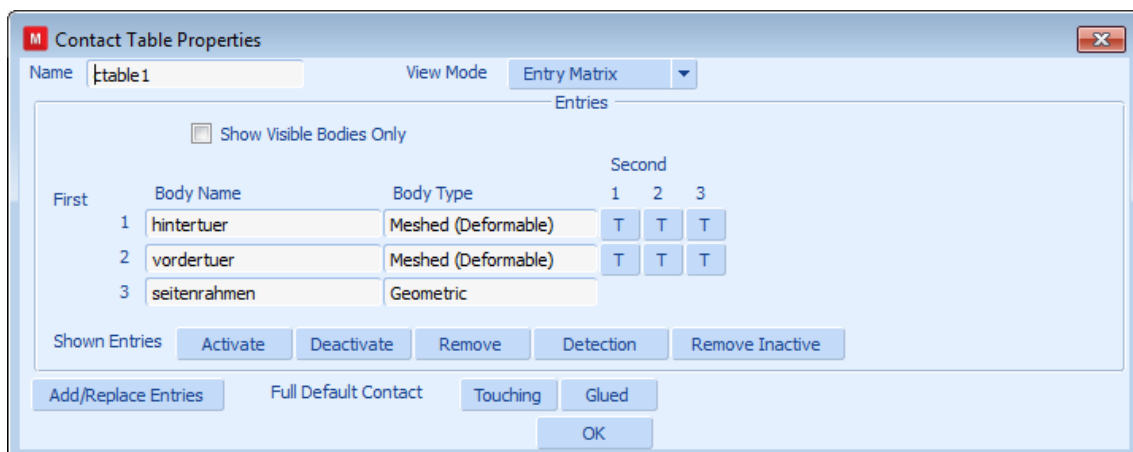 M Contact Table Properties
Name ctable1 View Mode Entry Matrix
Entries
Show Visible Bodies Only
Second
First Body Name Body Type 1 2 3
1 hintertuer Meshed (Deformable) T T T
2 vordertuer Meshed (Deformable) T T T
3 seitenrahmen Geometric
Shown Entries Activate Deactivate Remove Detection Remove Inactive
Add/Replace Entries Full Default Contact Touching Glued
OK